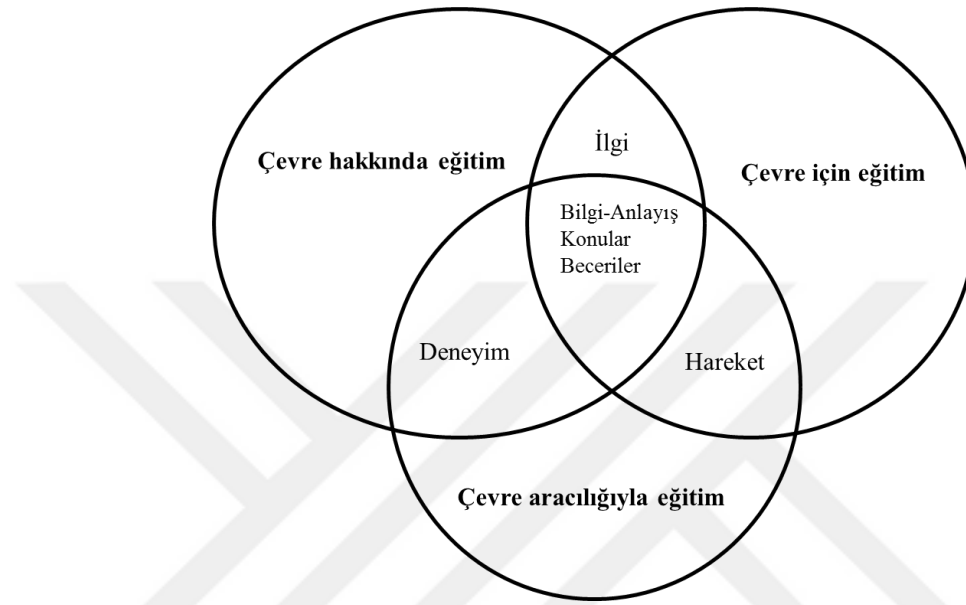 İlgi
Çevre hakkında eğitim
Çevre için eğitim
Bilgi-Anlayış
Konular
Beceriler
Deneyim
Hareket
Çevre aracılığıyla eğitim